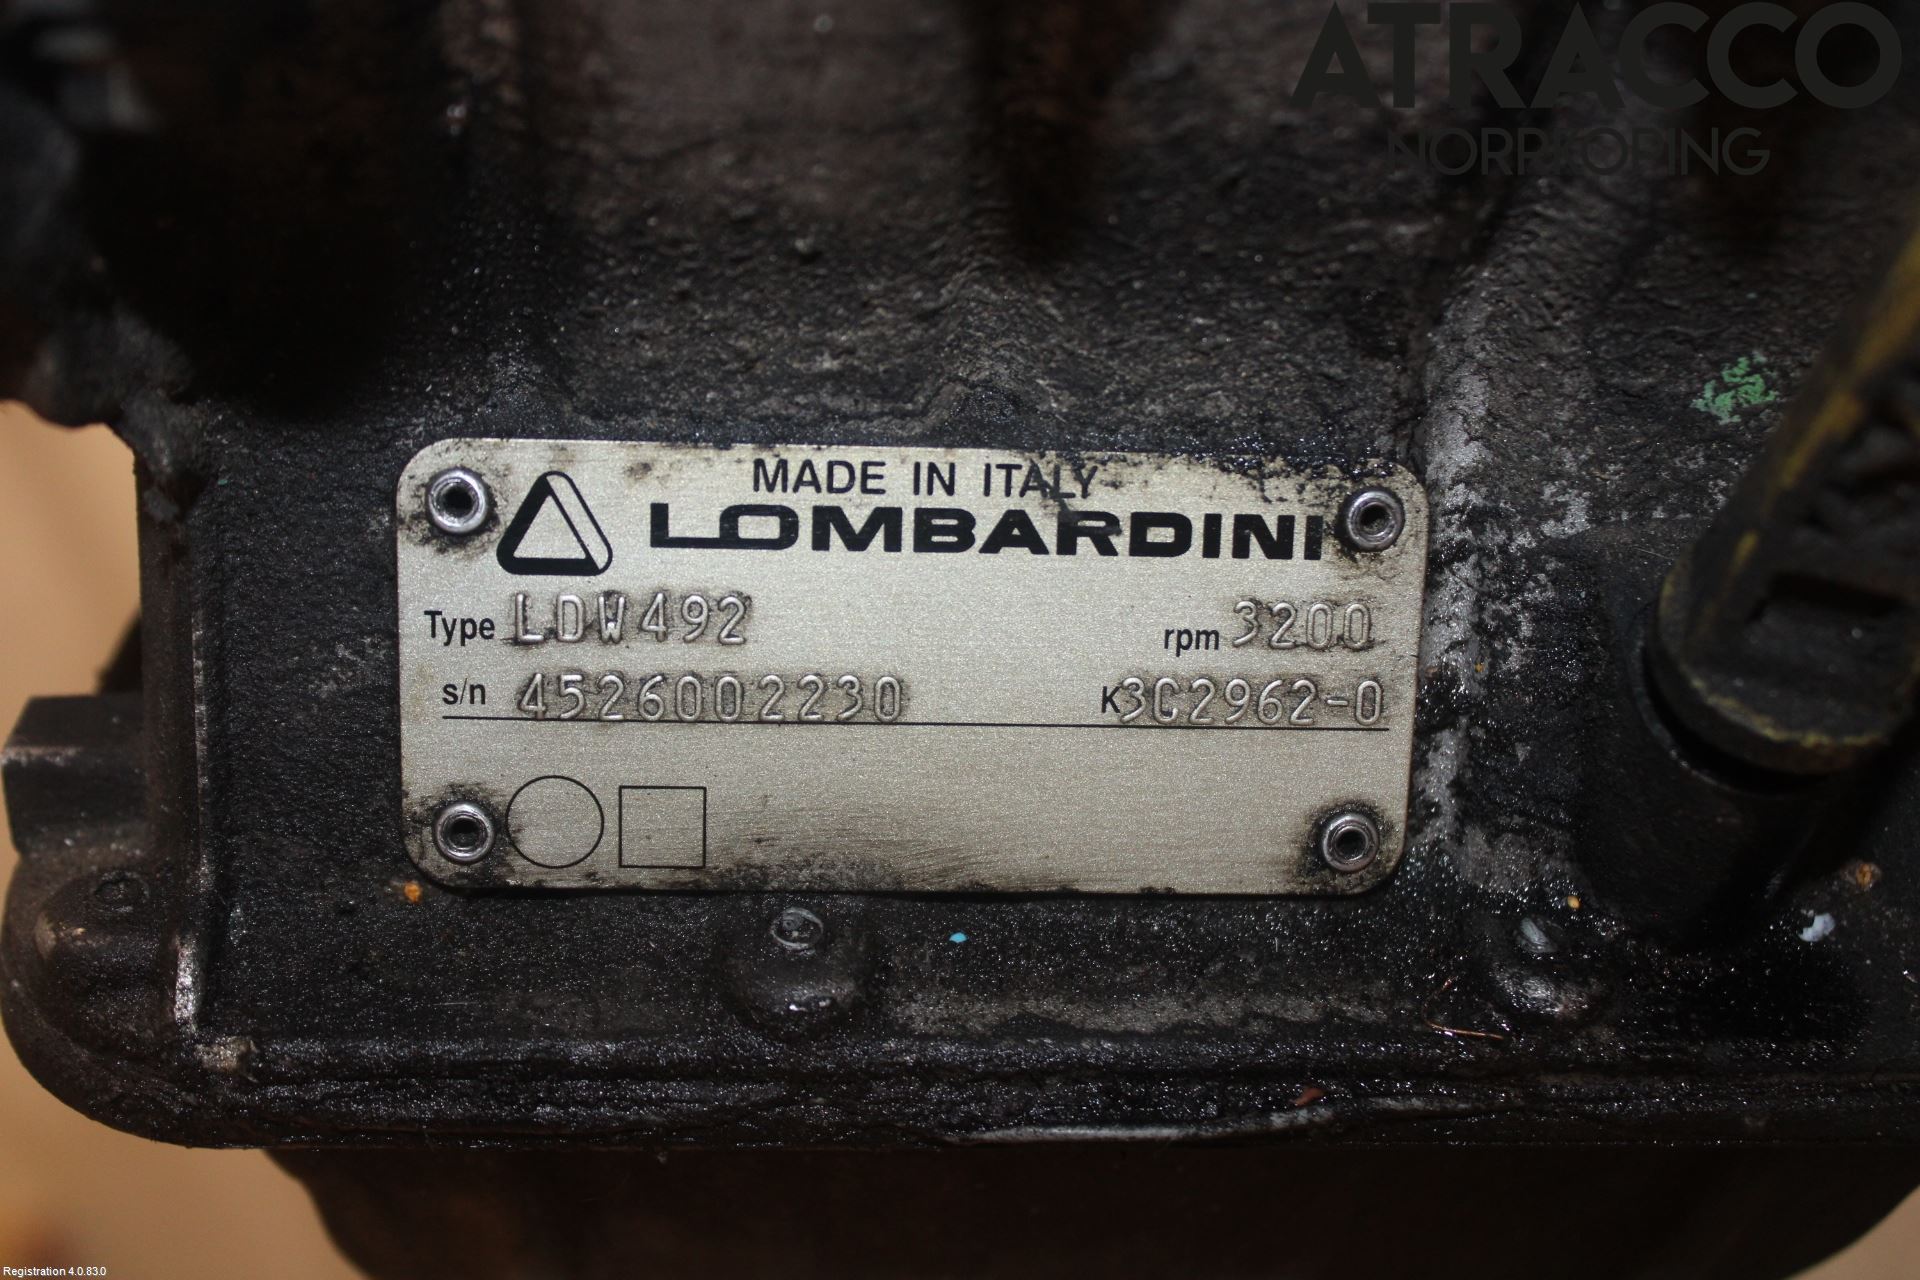 ATRACCO
NORRKÖPING
MADE IN ITALY
LOMBARDINI
Type LDW492 rpm 3200
s/n 4526002230 K3C2962-0
Registration 4.0.83.0